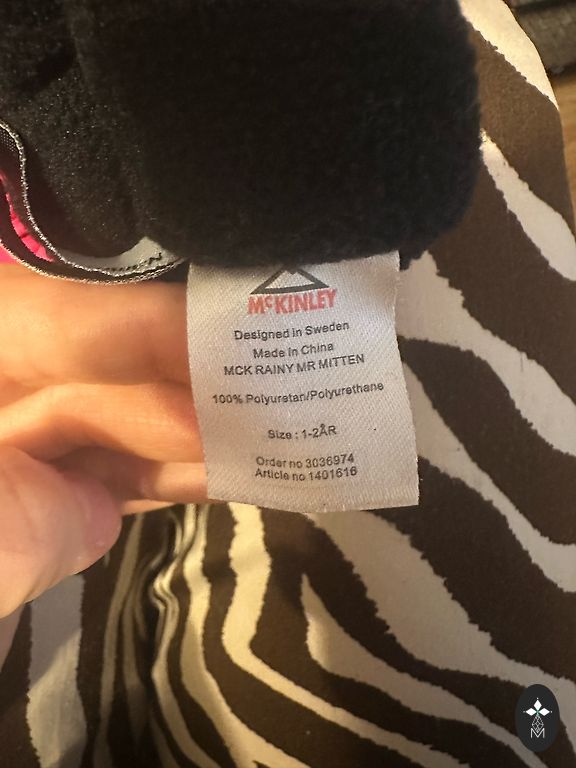 McKINLEY
Designed in Sweden
Made in China
MCK RAINY MR MITTEN
100% Polyuretan/Polyurethane
Size : 1-2ÅR
Order no 3036974
Article no 1401616
M